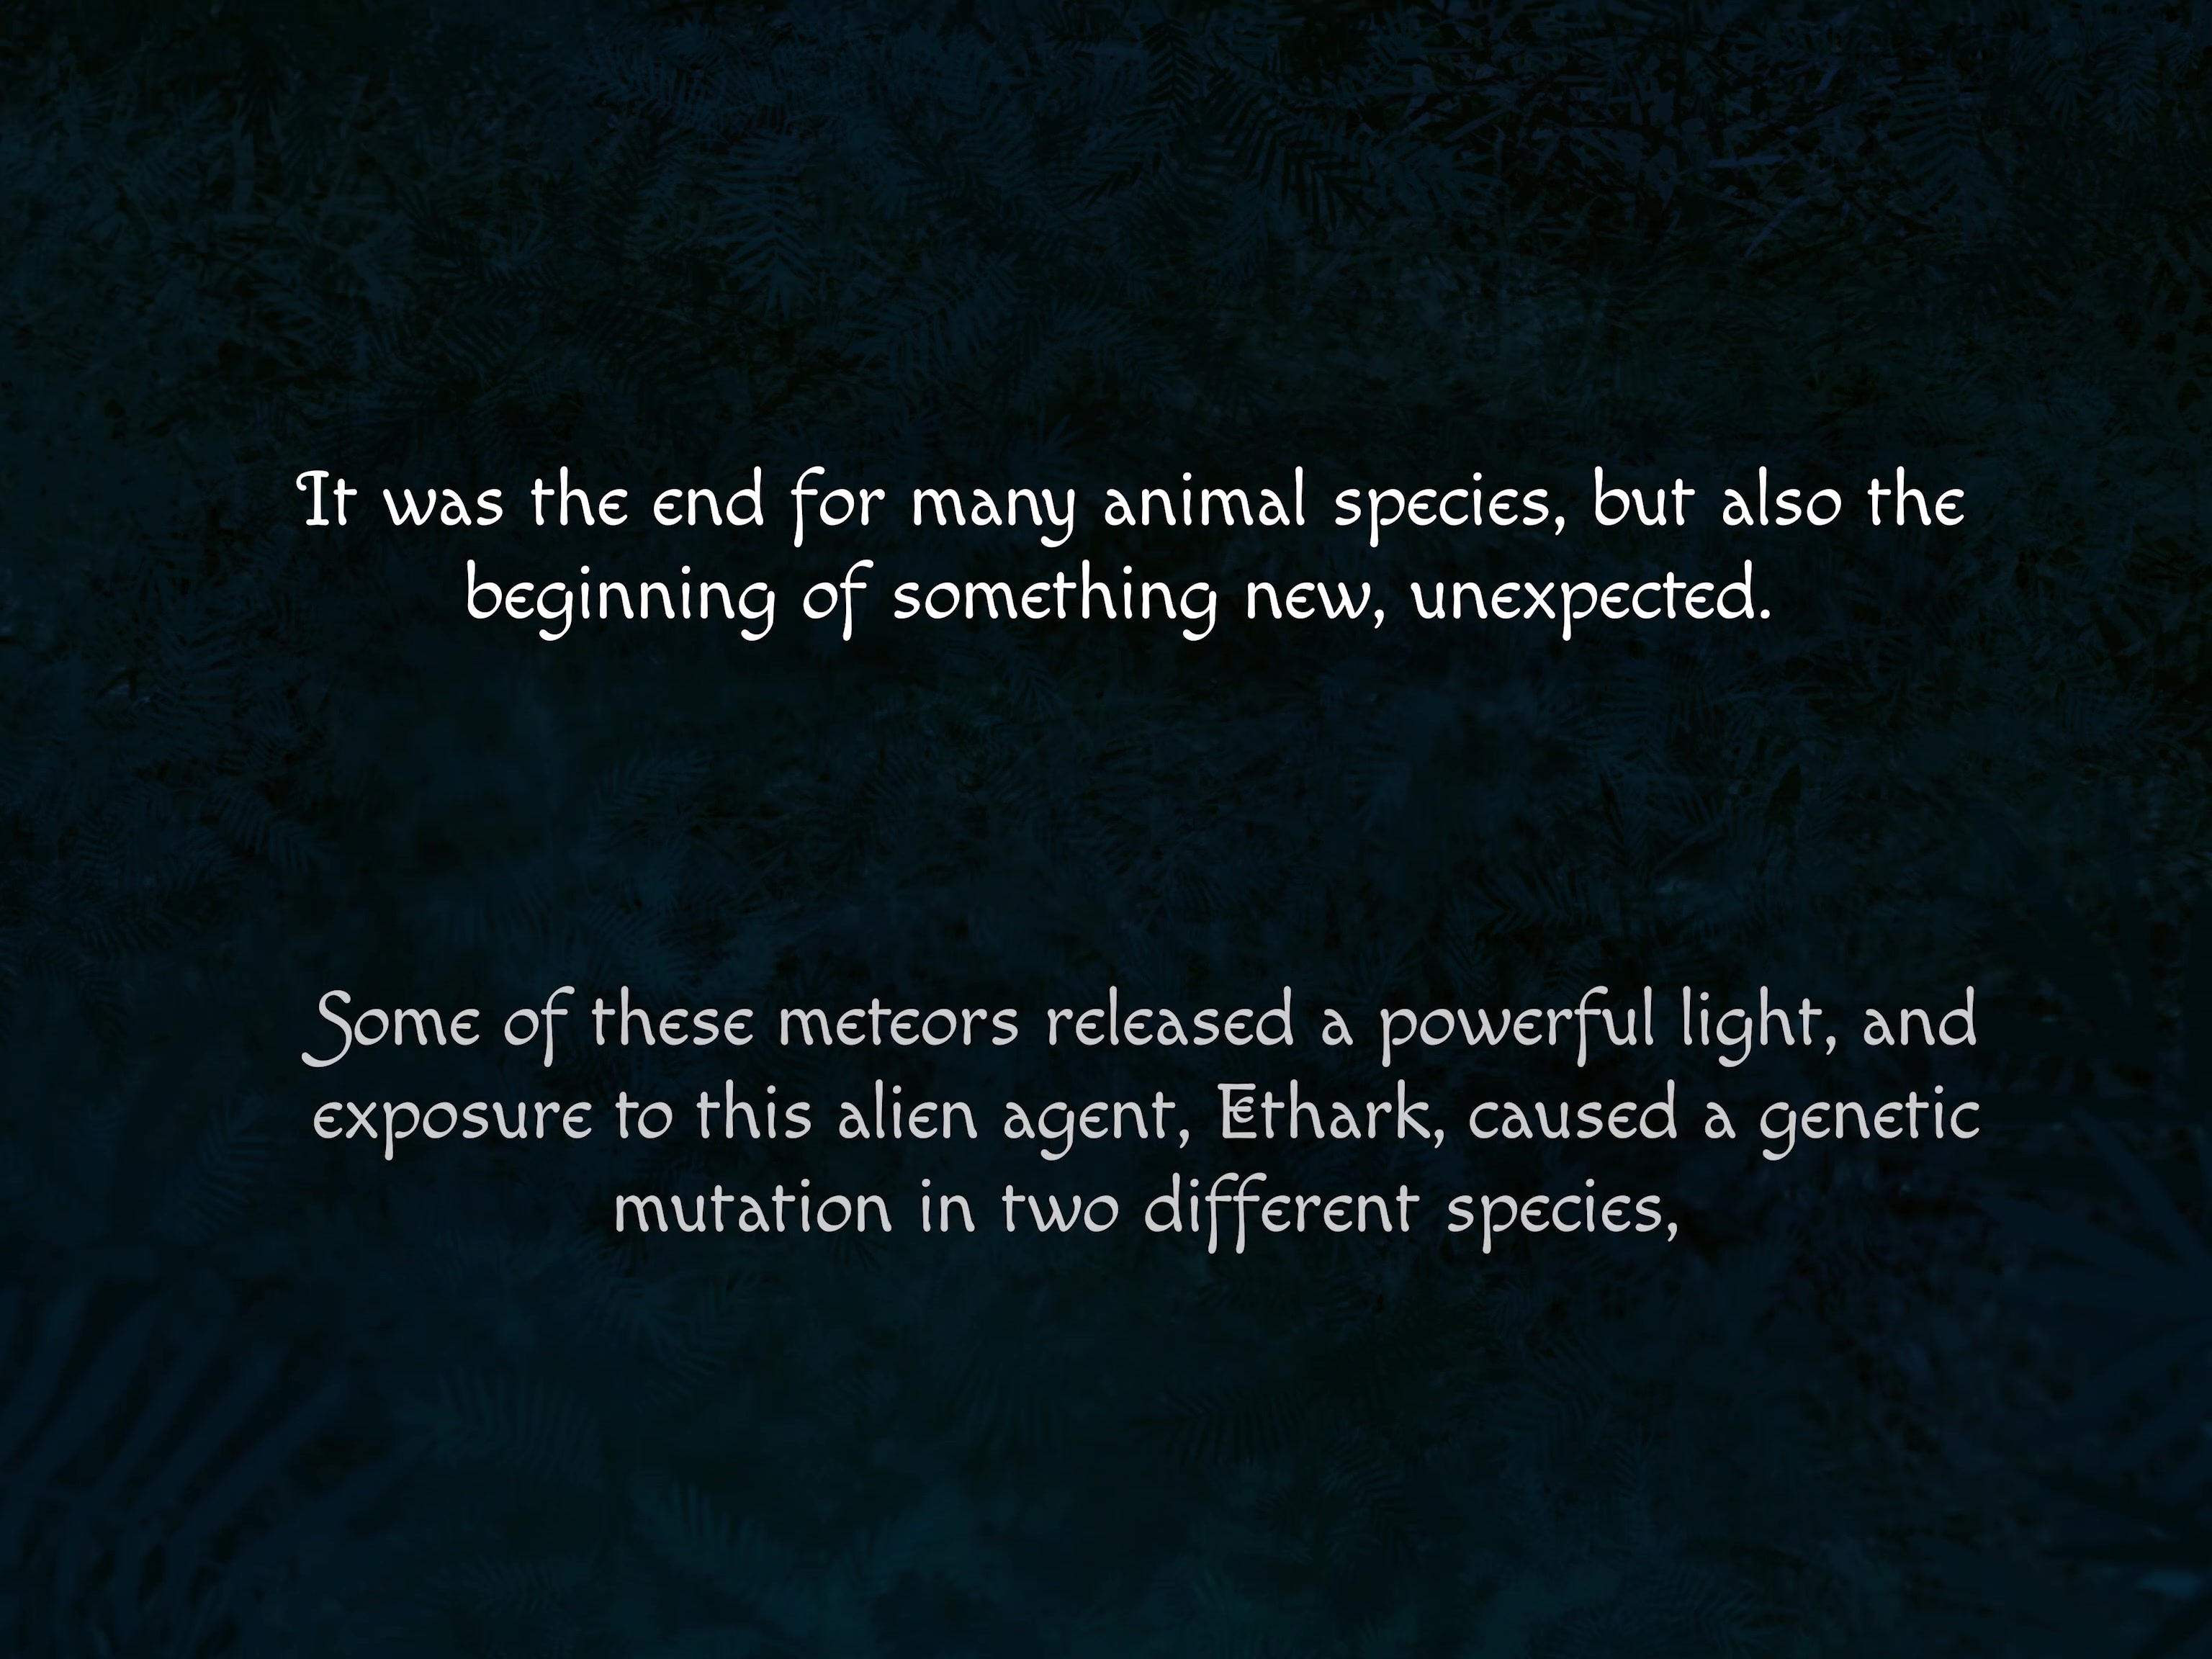 It was the end for many animal species, but also the
beginning of something new, unexpected.
Some of these meteors released a powerful light, and
exposure to this alien agent, Ethark, caused a genetic
mutation in two different species,